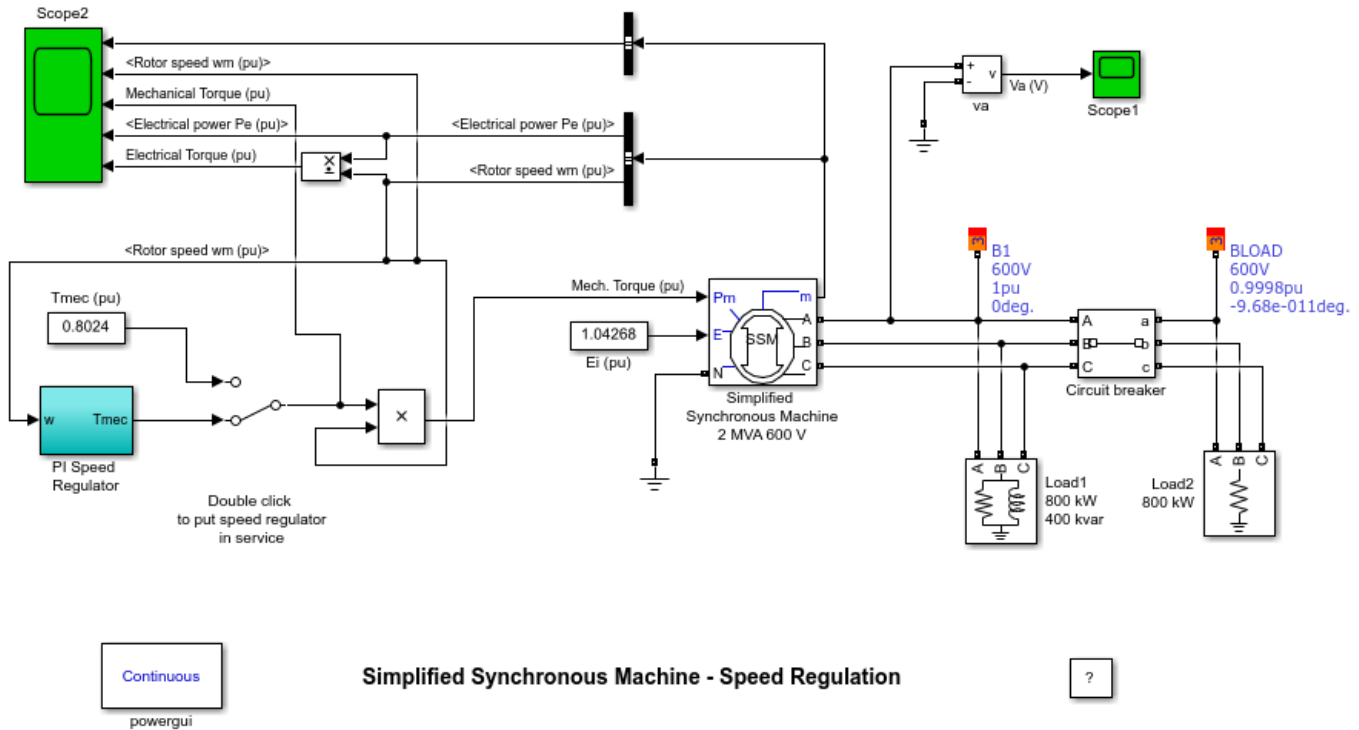 Scope2
<Rotor speed wm (pu)>
Mechanical Torque (pu)
<Electrical power Pe (pu)>
Electrical Torque (pu)
<Electrical power Pe (pu)>
<Rotor speed wm (pu)>
×
÷
+
-
v
va
Va (V)
Scope1
<Rotor speed wm (pu)>
Tmec (pu)
0.8024
w
Tmec
PI Speed
Regulator
Double click
to put speed regulator
in service
×
Mech. Torque (pu)
1.04268
Ei (pu)
Pm
E
N
m
A
B
C
SSM
Simplified
Synchronous Machine
2 MVA 600 V
3
B1
600V
1pu
0deg.
3
BLOAD
600V
0.9998pu
-9.68e-011deg.
A
B
C
a
b
c
Circuit breaker
A
B
C
Load1
800 kW
400 kvar
A
B
C
Load2
800 kW
Continuous
powergui
Simplified Synchronous Machine - Speed Regulation
?